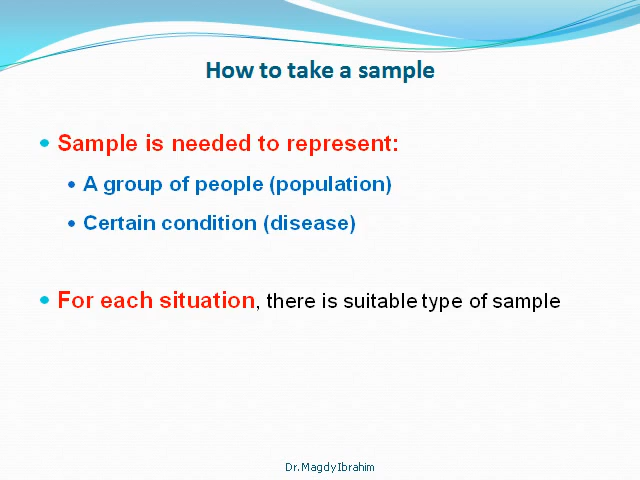 How to take a sample
• Sample is needed to represent:
• A group of people (population)
• Certain condition (disease)
• For each situation, there is suitable type of sample
Dr. Magdy Ibrahim